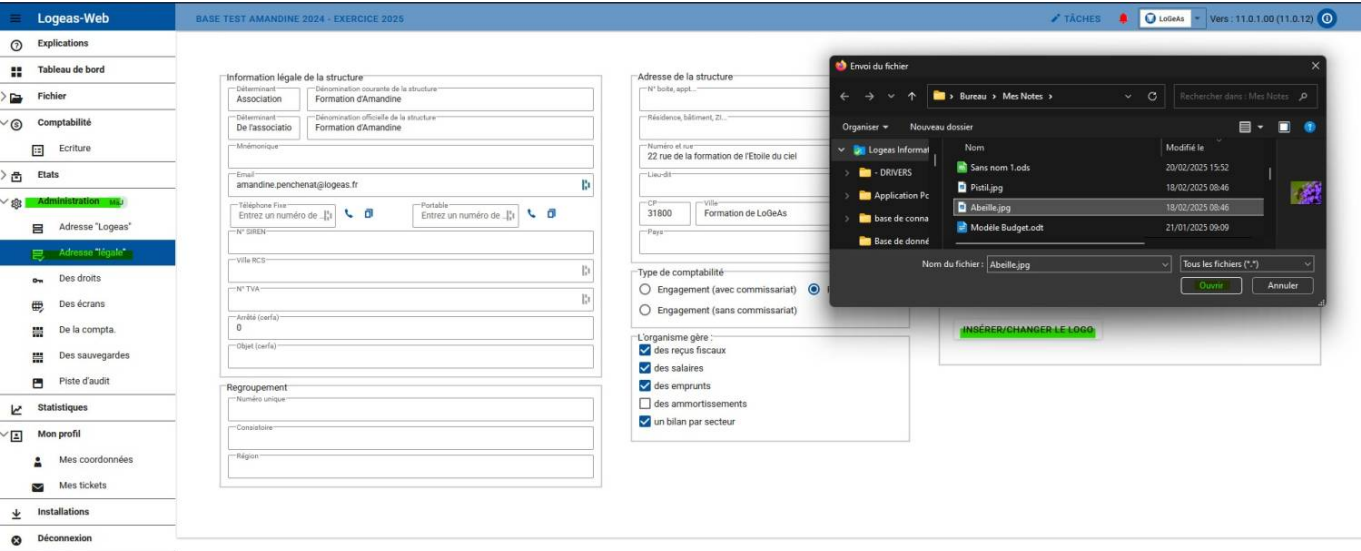 Logeas-Web
BASE TEST AMANDINE 2024 - EXERCICE 2025
TÂCHES
LoGeAs
Vers : 11.0.1.00 (11.0.12)
Explications
Tableau de bord
Fichier
Comptabilité
Ecriture
Etats
Administration MàJ
Adresse "Logeas"
Adresse "légale"
Des droits
Des écrans
De la compta.
Des sauvegardes
Piste d'audit
Statistiques
Mon profil
Mes coordonnées
Mes tickets
Installations
Déconnexion
Information légale de la structure
Déterminant
Association
Dénomination courante de la structure
Formation d'Amandine
Déterminant
De l'associatio
Dénomination officielle de la structure
Formation d'Amandine
Mnémonique
Email
amandine.penchenat@logeas.fr
Téléphone Fixe
Entrez un numéro de ..
Portable
Entrez un numéro de ..
N° SIREN
Ville RCS
N° TVA
Arrêté (cerfa)
0
Objet (cerfa)
Regroupement
Numéro unique
Consistoire
Région
Adresse de la structure
N° boite, appt...
Résidence, bâtiment, ZI...
Numéro et rue
22 rue de la formation de l'Etoile du ciel
Lieu-dit
CP
31800
Ville
Formation de LoGeAs
Pays
Type de comptabilité
Engagement (avec commissariat)
Engagement (sans commissariat)
L'organisme gère :
des reçus fiscaux
des salaires
des emprunts
des ammortissements
un bilan par secteur
Envoi du fichier
Bureau
Mes Notes
Rechercher dans : Mes Notes
Organiser
Nouveau dossier
Logeas Informat
- DRIVERS
Application Pc
base de conna
Base de donné
Nom
Modifié le
Sans nom 1.ods
20/02/2025 15:52
Pistil.jpg
18/02/2025 08:46
Abeille.jpg
18/02/2025 08:46
Modèle Budget.odt
21/01/2025 09:09
Nom du fichier :
Abeille.jpg
Tous les fichiers (*.*)
Ouvrir
Annuler
INSÉRER/CHANGER LE LOGO